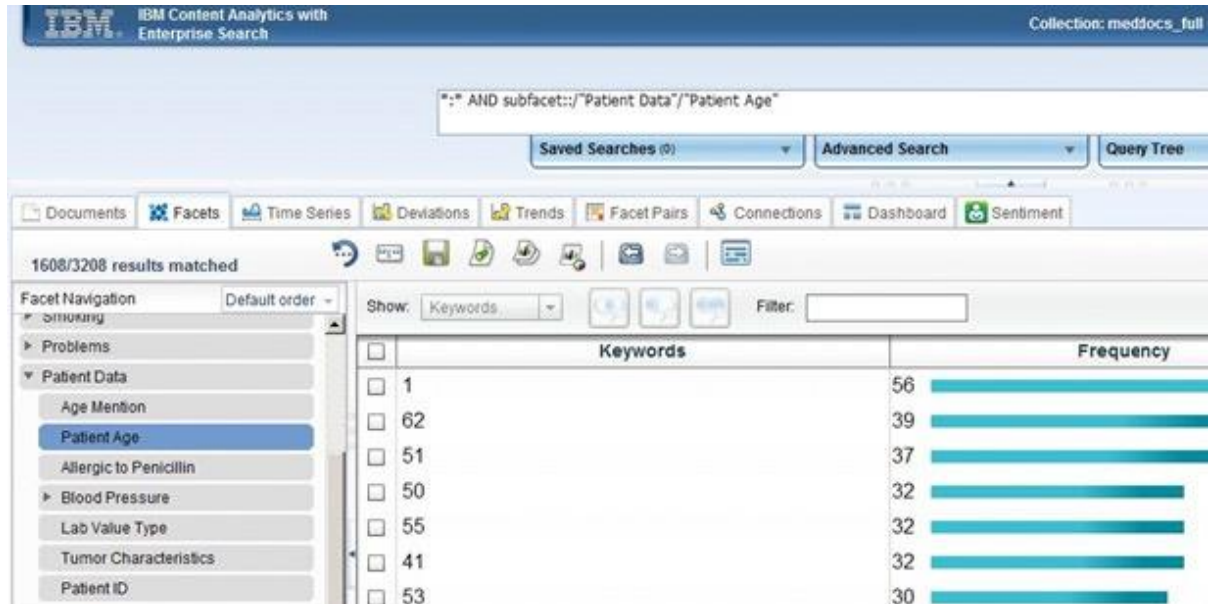 IBM. IBM Content Analytics with
Enterprise Search
Collection: meddocs_full
*:* AND subfacet::/"Patient Data"/"Patient Age"
Saved Searches (0)
Advanced Search
Query Tree
Documents Facets Time Series Deviations Trends Facet Pairs Connections Dashboard Sentiment
1608/3208 results matched
Facet Navigation Default order
Show: Keywords Filter:
Smoking
Problems
Patient Data
Age Mention
Patient Age
Allergic to Penicillin
Blood Pressure
Lab Value Type
Tumor Characteristics
Patient ID
Keywords Frequency
1 56
62 39
51 37
50 32
55 32
41 32
53 30